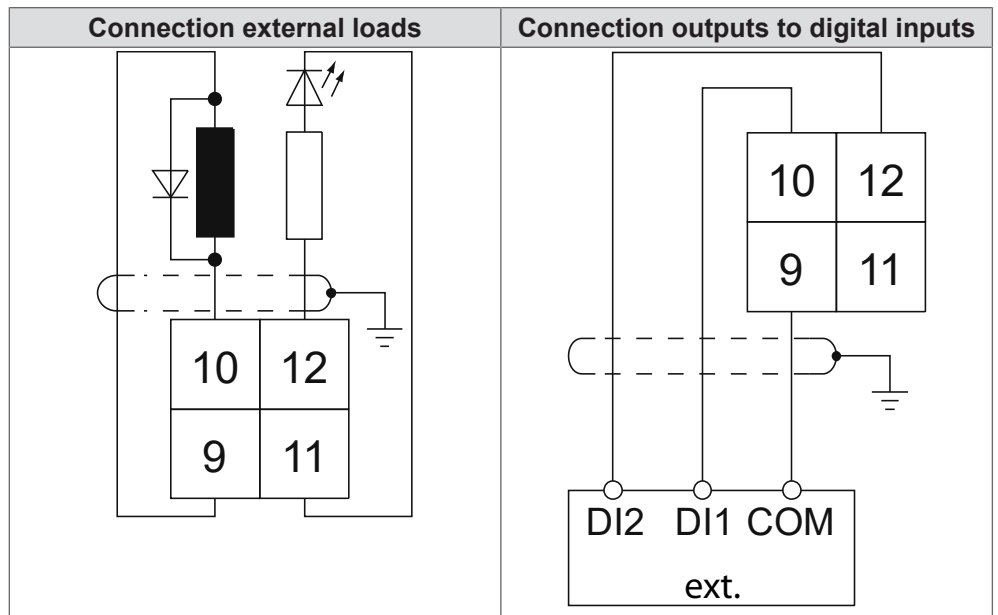 Connection external loads
Connection outputs to digital inputs
10 12
9 11
10 12
9 11
DI2 DI1 COM
ext.